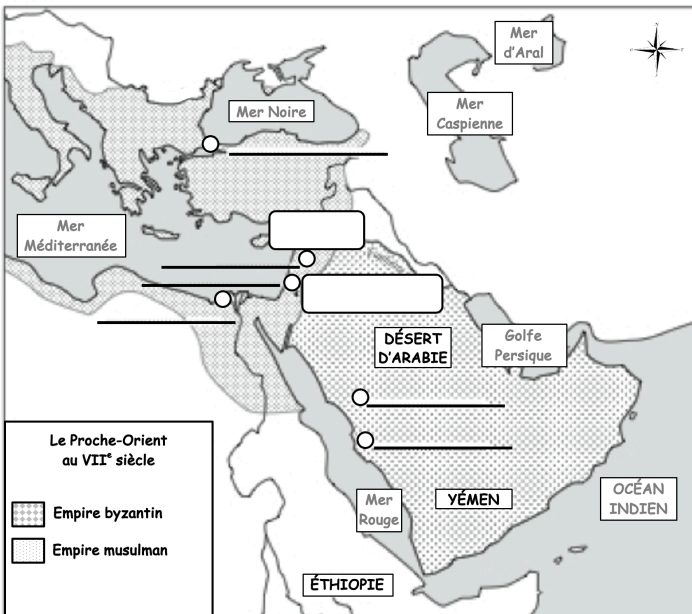 Mer
d'Aral
Mer Noire
Mer
Caspienne
Mer
Méditerranée
DÉSERT
D'ARABIE
Golfe
Persique
Le Proche-Orient
au VIIe siècle
Empire byzantin
Empire musulman
Mer
Rouge
YÉMEN
OCÉAN
INDIEN
ÉTHIOPIE